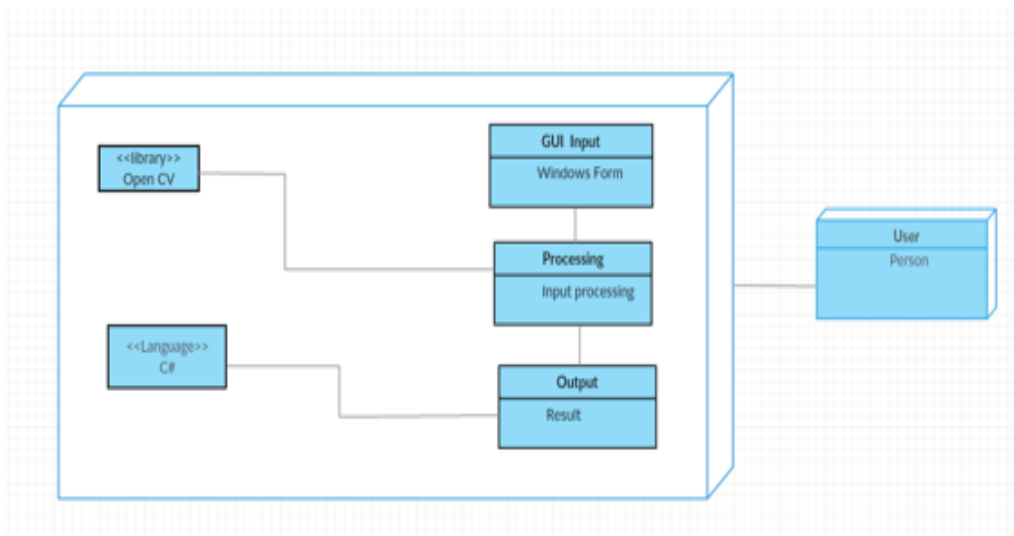 <<library>>
Open CV
GUI Input
Windows Form
Processing
Input processing
<<Language>>
C#
Output
Result
User
Person